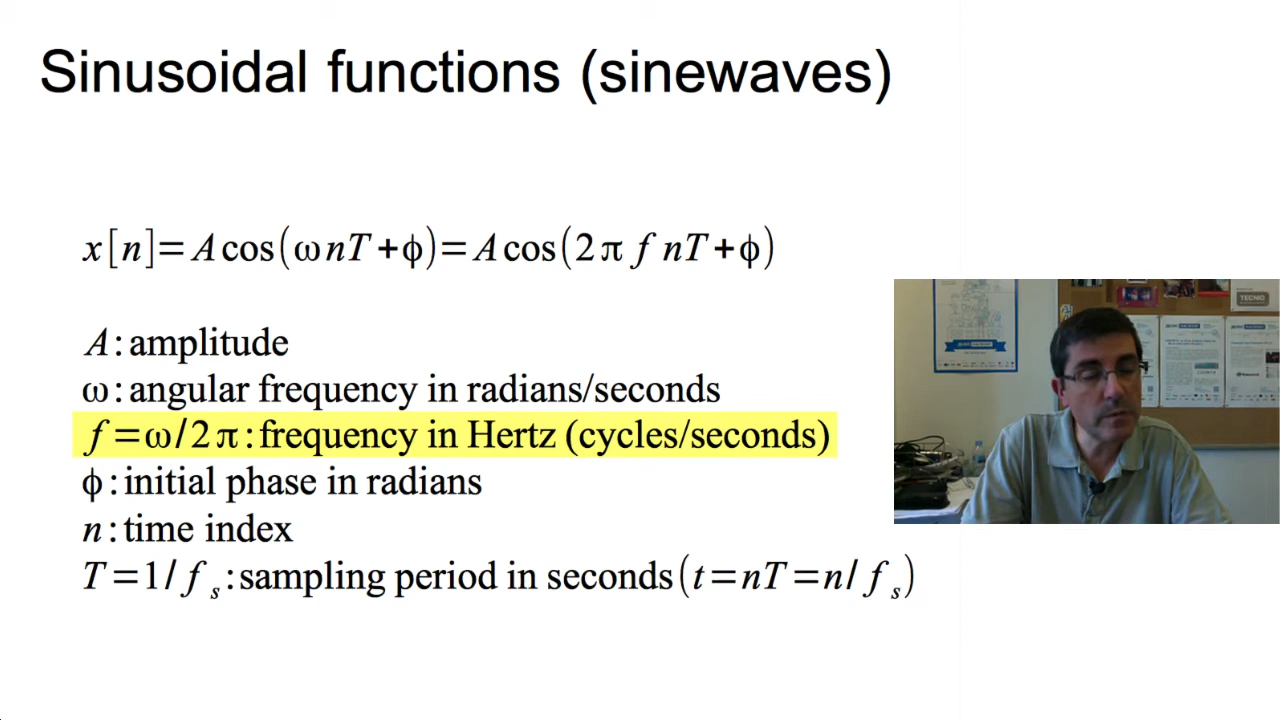 Sinusoidal functions (sinewaves)
x[n]=A cos(ωnT+ϕ)=A cos(2π f nT+ϕ)
A: amplitude
ω: angular frequency in radians/seconds
f=ω/2π: frequency in Hertz (cycles/seconds)
ϕ: initial phase in radians
n: time index
T=1/f_s: sampling period in seconds (t=nT=n/f_s)
TECNIO